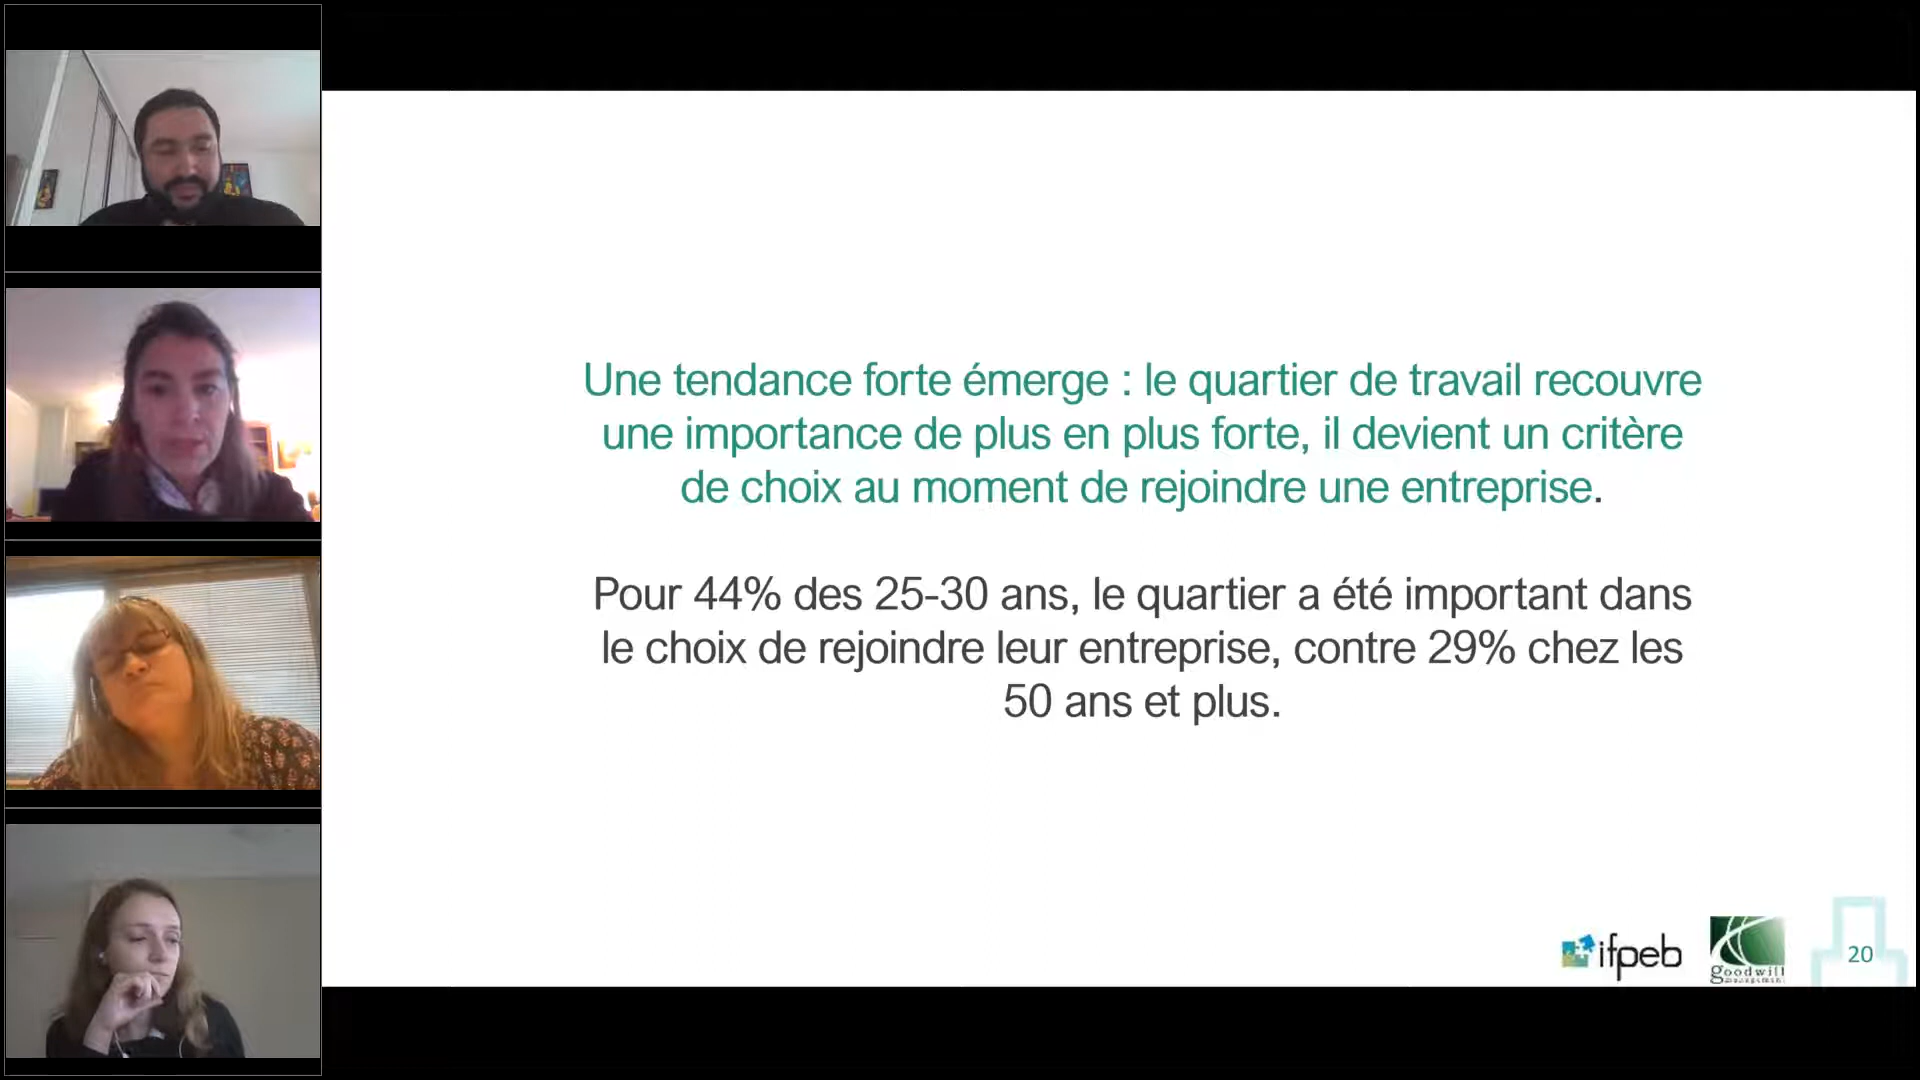 Une tendance forte émerge : le quartier de travail recouvre
une importance de plus en plus forte, il devient un critère
de choix au moment de rejoindre une entreprise.
Pour 44% des 25-30 ans, le quartier a été important dans
le choix de rejoindre leur entreprise, contre 29% chez les
50 ans et plus.
ifpeb
goodwill
management
20